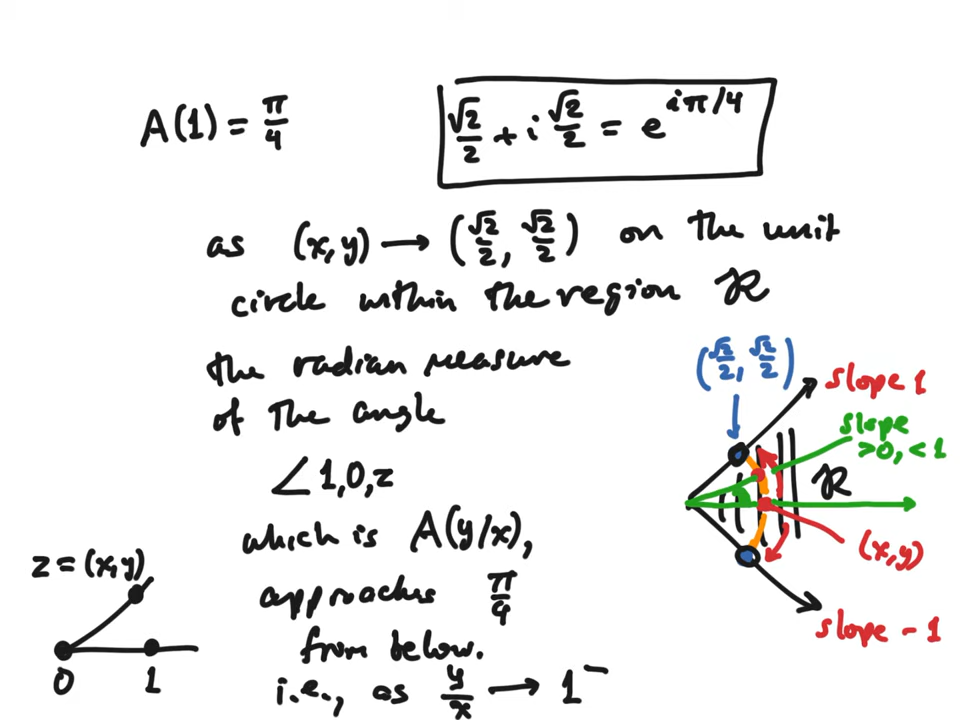 A(1) = π/4
√2/2 + i √2/2 = e^{iπ/4}
as (x,y) → (√2/2, √2/2) on the unit
circle within the region R
the radian measure
of the angle
∠ 1,0,z
which is A(y/x),
approaches π/4
from below.
i.e., as y/x → 1⁻
z = (x,y)
0 1
(√2/2, √2/2)
slope 1
slope
>0, <1
R
(x,y)
slope -1